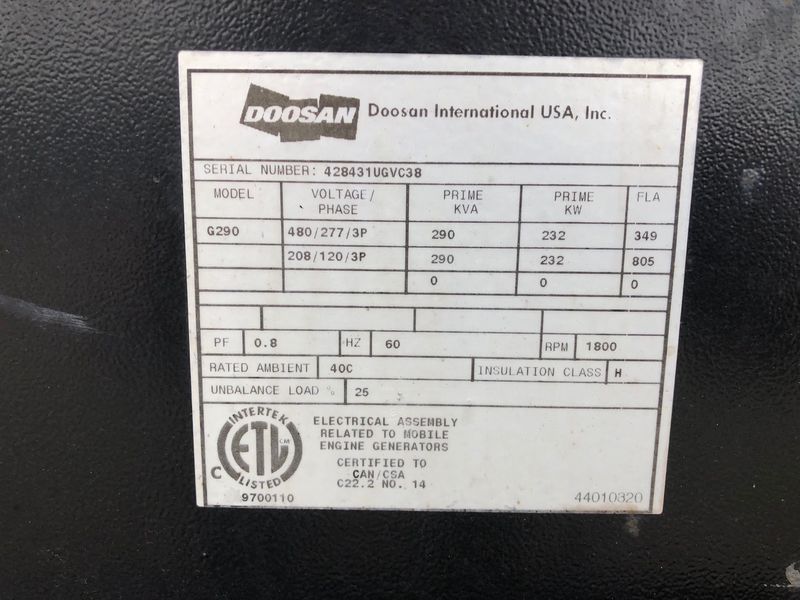 DOOSAN Doosan International USA, Inc.
SERIAL NUMBER: 428431UGVC38
MODEL VOLTAGE/ PHASE PRIME KVA PRIME KW FLA
G290 480/277/3P 290 232 349
208/120/3P 290 232 805
0 0 0
PF 0.8 HZ 60 RPM 1800
RATED AMBIENT 40C INSULATION CLASS H
UNBALANCE LOAD % 25
INTERTEK
ETL CM
LISTED
C
9700110
ELECTRICAL ASSEMBLY
RELATED TO MOBILE
ENGINE GENERATORS
CERTIFIED TO
CAN/CSA
C22.2 NO. 14
44010320